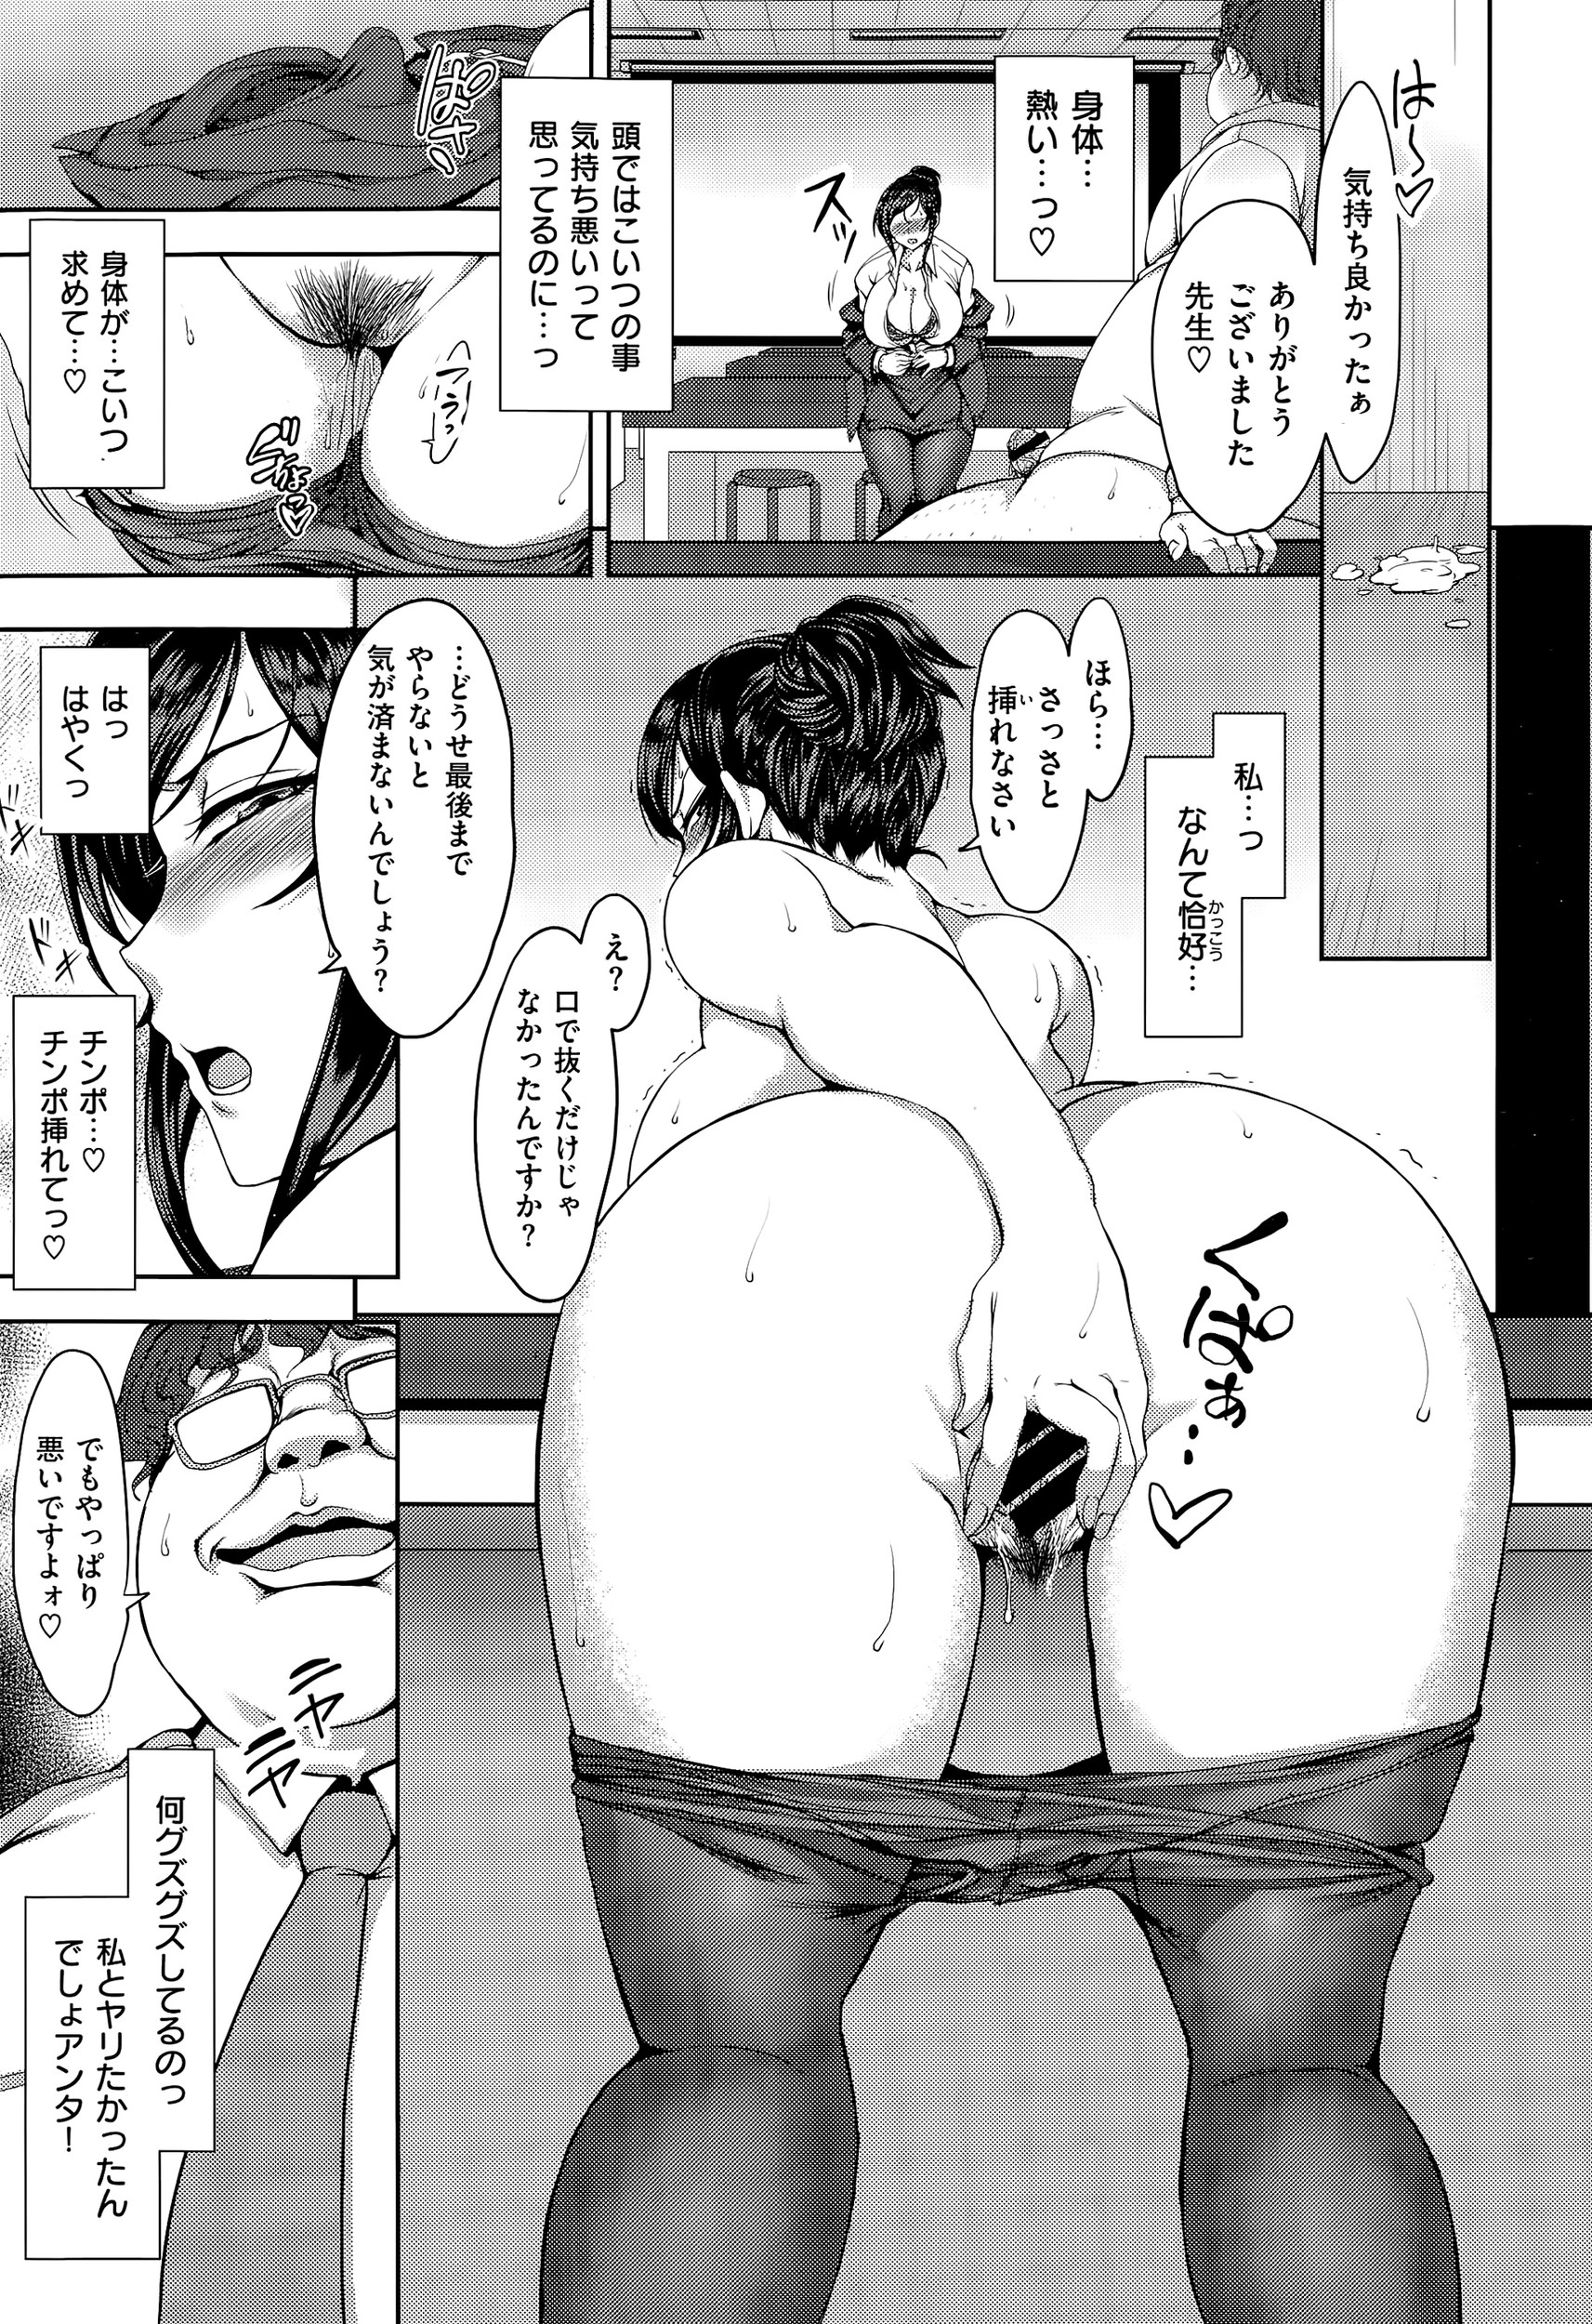 は～♡
気持ち良かったぁ
ありがとう
ございました
先生♡
身体…
熱い…っ♡
スッ
頭ではこいつの事
気持ち悪いって
思ってるのに…っ
ぱさっ
身体が…こいつ
求めて…♡
私…っ
なんて恰好…
かっこう
ほら…
さっさと
挿れなさい
い
くぱぁ…♡
え?
口で抜くだけじゃ
なかったんですか?
…どうせ最後まで
やらないと
気が済まないんでしょう?
はっ
はやくっ
ドキ
ドキ
チンポ…♡
チンポ挿れてっ♡
でもやっぱり
悪いですよォ♡
ニヤ
ニヤ
何グズグズしてるのっ
私とヤリたかったん
でしょアンタ!